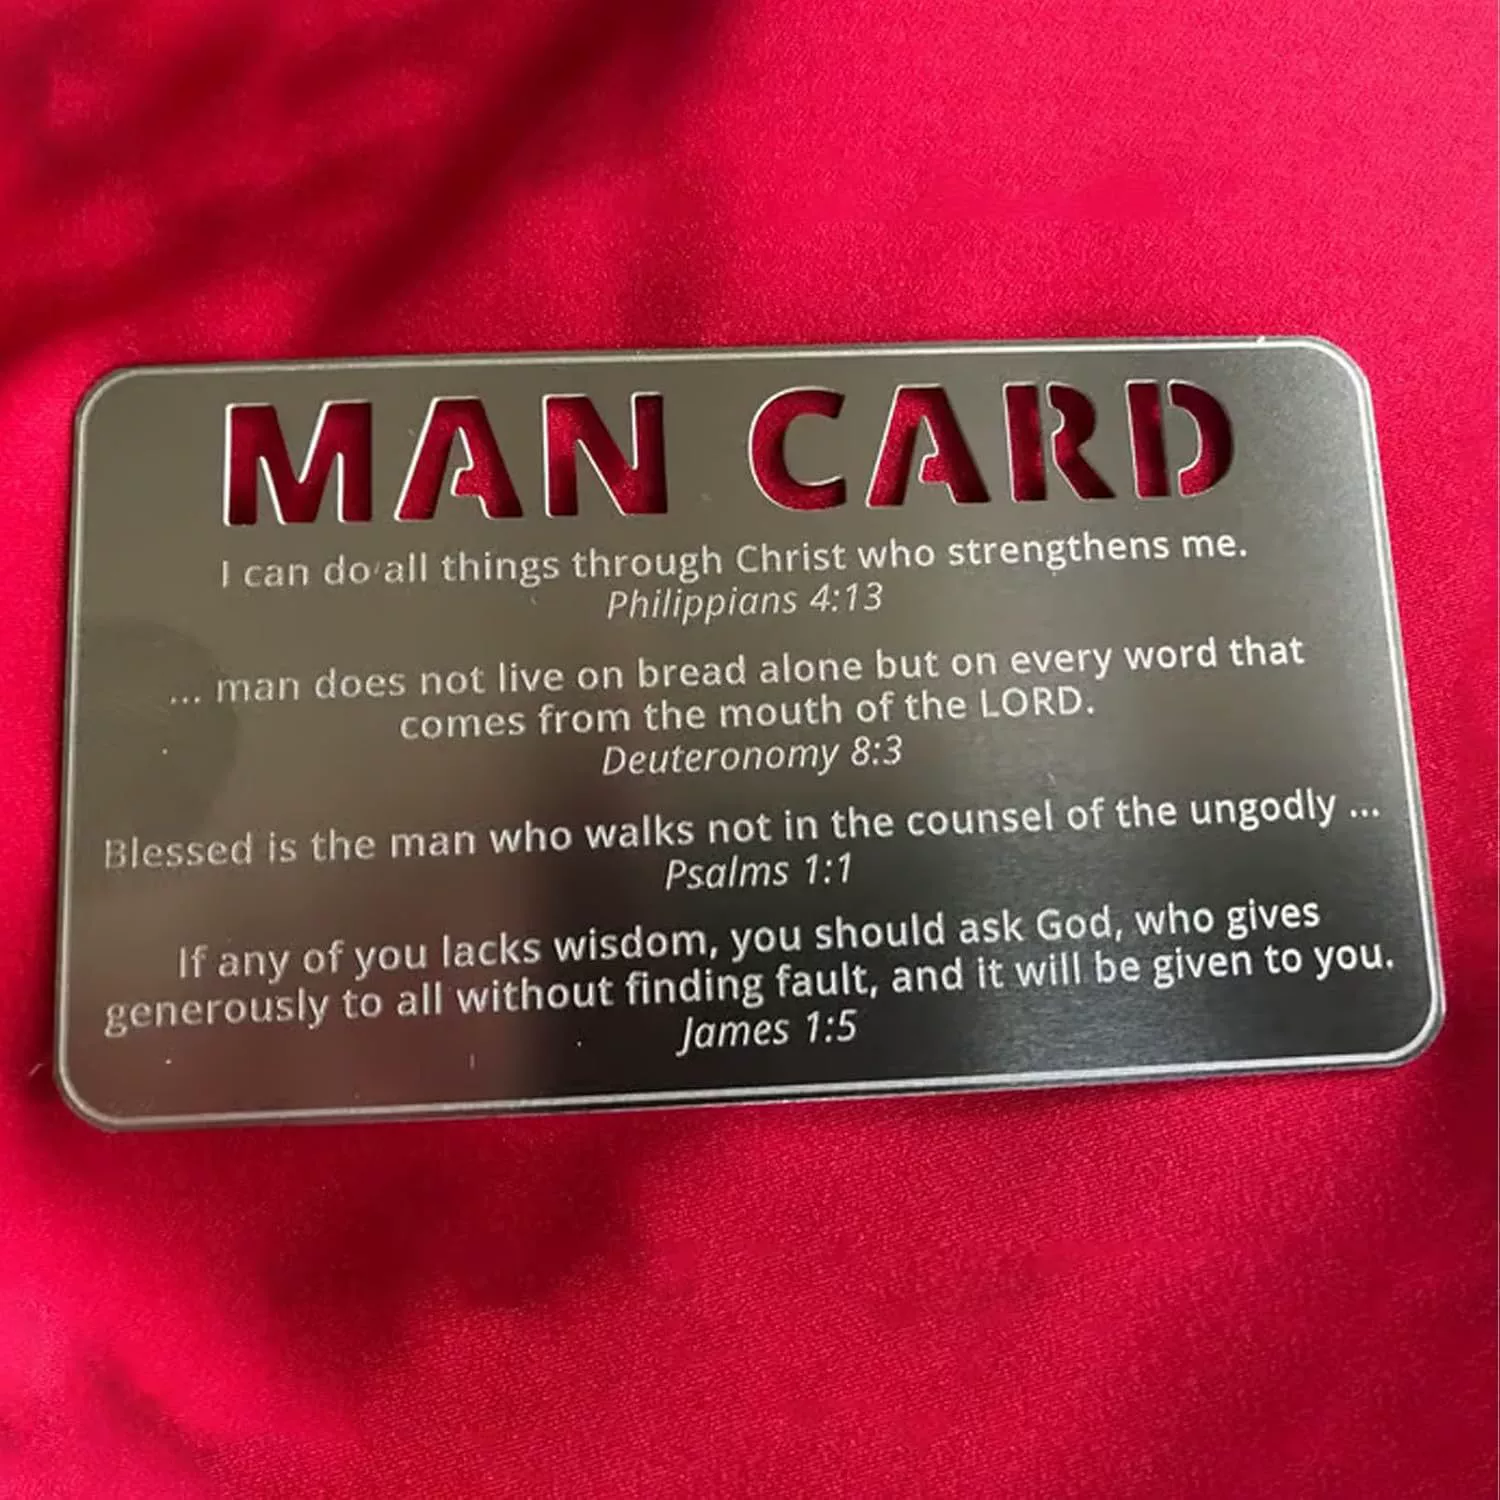 MAN CARD
I can do all things through Christ who strengthens me.
Philippians 4:13
... man does not live on bread alone but on every word that
comes from the mouth of the LORD.
Deuteronomy 8:3
Blessed is the man who walks not in the counsel of the ungodly ...
Psalms 1:1
If any of you lacks wisdom, you should ask God, who gives
generously to all without finding fault, and it will be given to you.
James 1:5